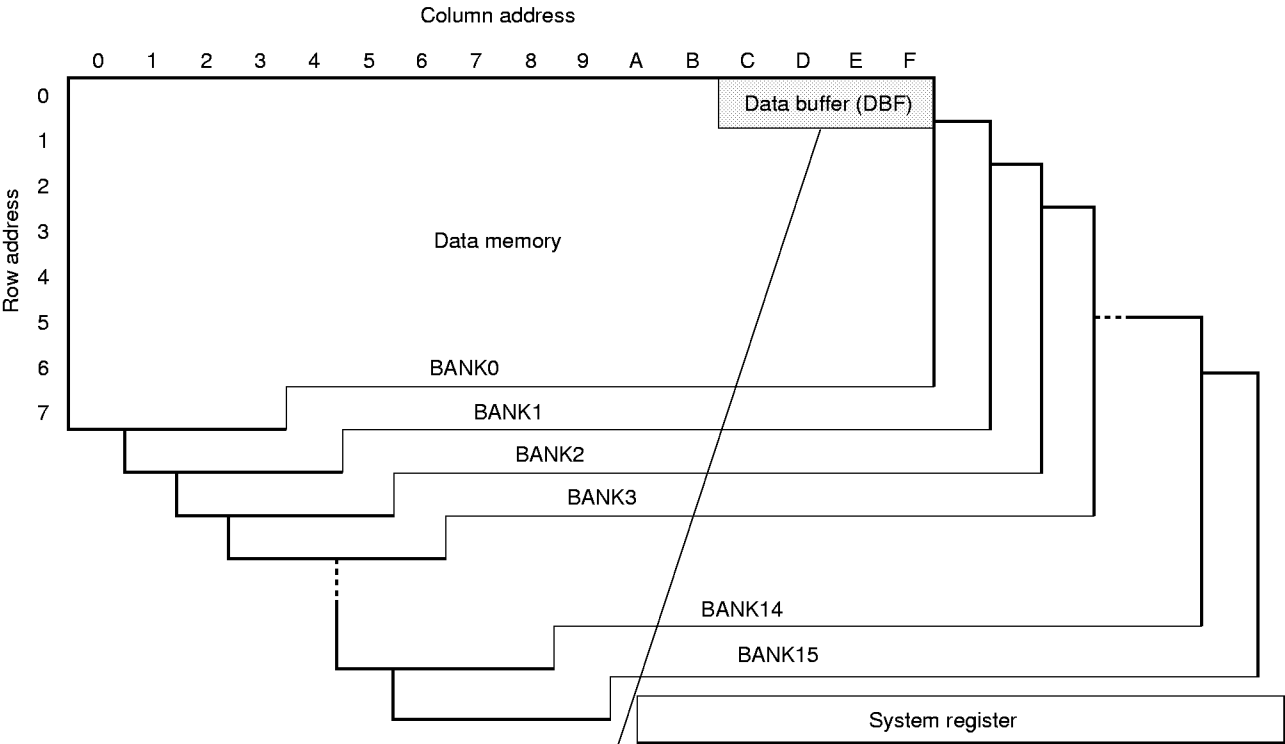 Column address
0 1 2 3 4 5 6 7 8 9 A B C D E F
Row address
0
Data buffer (DBF)
1
2
3
Data memory
4
5
6
BANK0
7
BANK1
BANK2
BANK3
BANK14
BANK15
System register